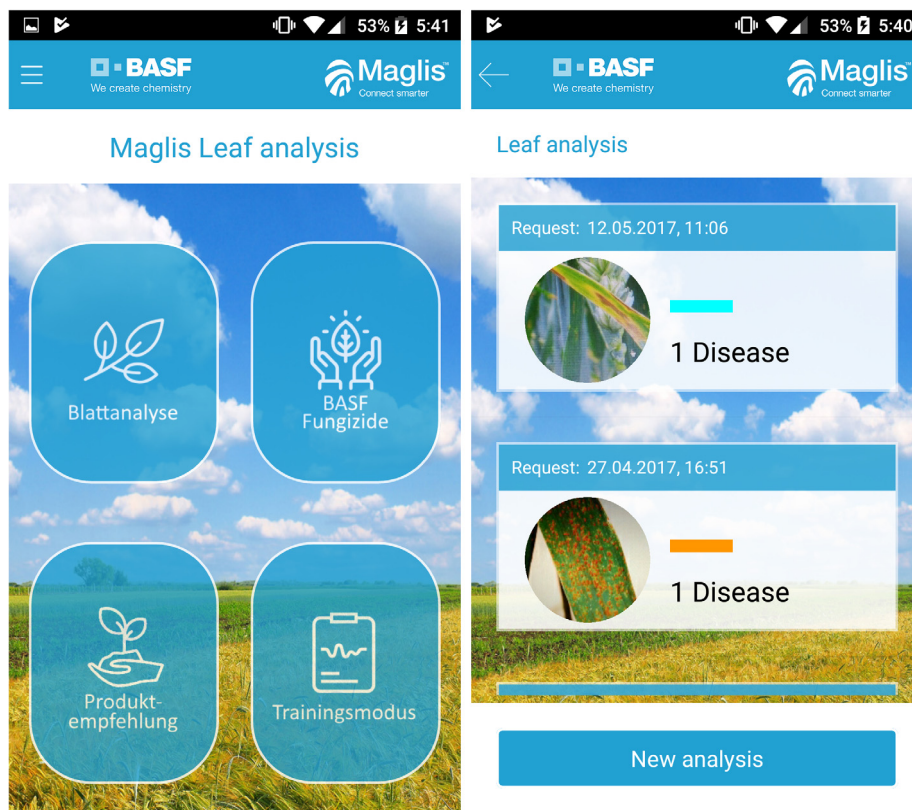 53% 5:41
BASF
We create chemistry
Maglis™
Connect smarter
Maglis Leaf analysis
Blattanalyse
BASF
Fungizide
Produkt-
empfehlung
Trainingsmodus
53% 5:40
BASF
We create chemistry
Maglis™
Connect smarter
Leaf analysis
Request: 12.05.2017, 11:06
1 Disease
Request: 27.04.2017, 16:51
1 Disease
New analysis